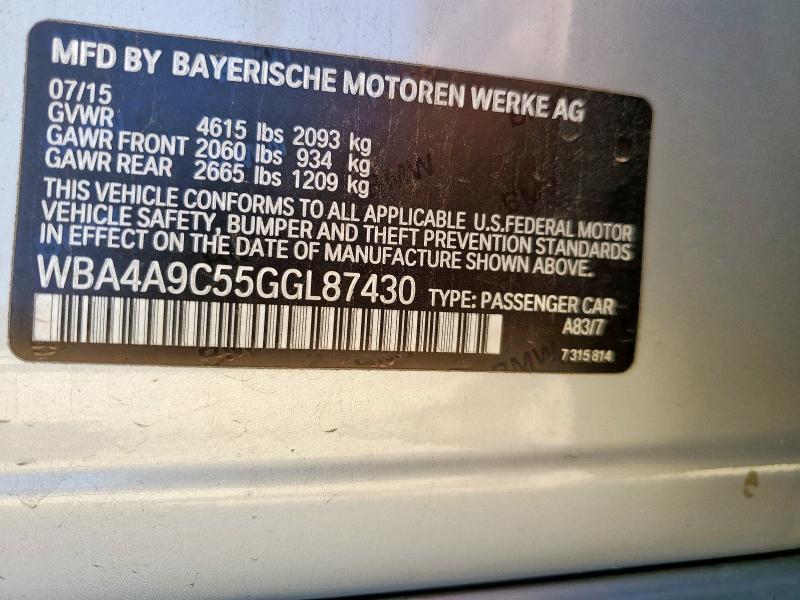 MFD BY BAYERISCHE MOTOREN WERKE AG
07/15
GVWR 4615 lbs 2093 kg
GAWR FRONT 2060 lbs 934 kg
GAWR REAR 2665 lbs 1209 kg
THIS VEHICLE CONFORMS TO ALL APPLICABLE U.S.FEDERAL MOTOR
VEHICLE SAFETY, BUMPER AND THEFT PREVENTION STANDARDS
IN EFFECT ON THE DATE OF MANUFACTURE SHOWN ABOVE.
WBA4A9C55GGL87430 TYPE: PASSENGER CAR
A83/7
7 315 814
BMW
BMW